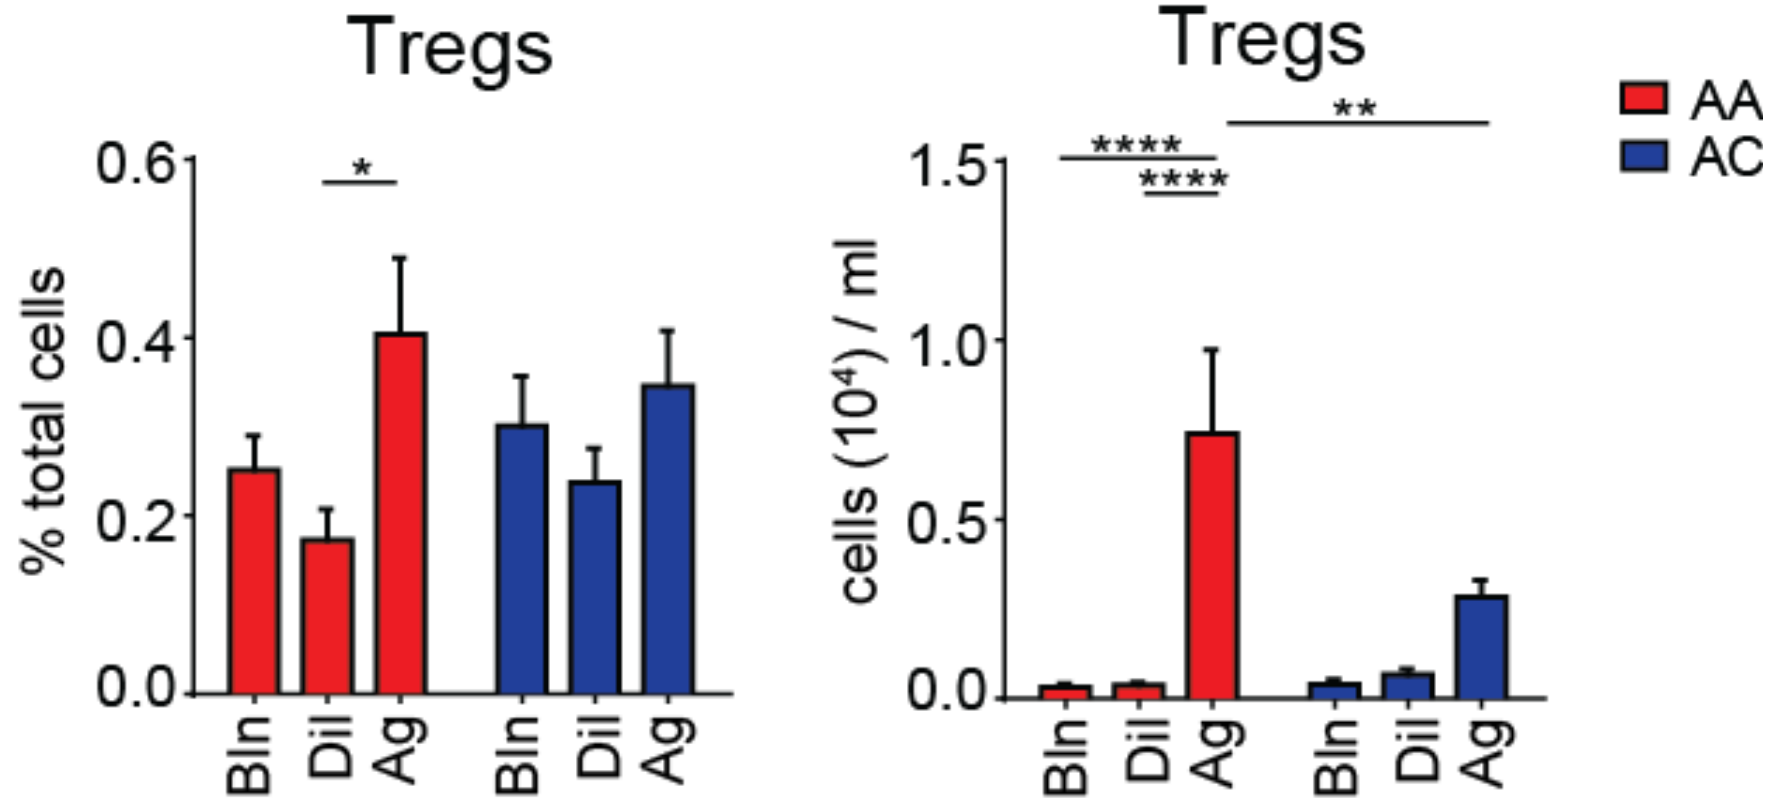 Tregs
% total cells
0.6
0.4
0.2
0.0
*
Bln
Dil
Ag
Bln
Dil
Ag
Tregs
cells (10⁴) / ml
1.5
1.0
0.5
0.0
**
****
****
Bln
Dil
Ag
Bln
Dil
Ag
AA
AC